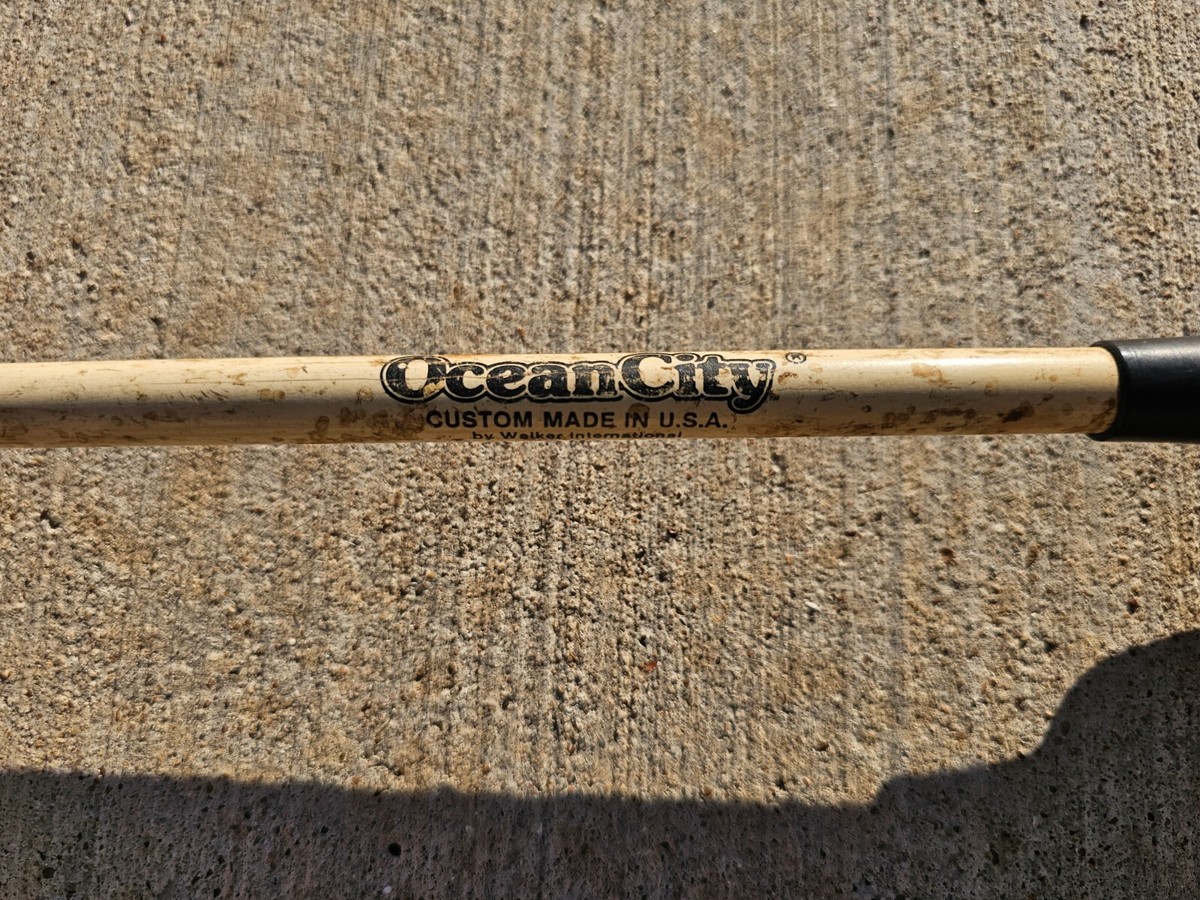 OceanCity®
CUSTOM MADE IN U.S.A.
by Walker International